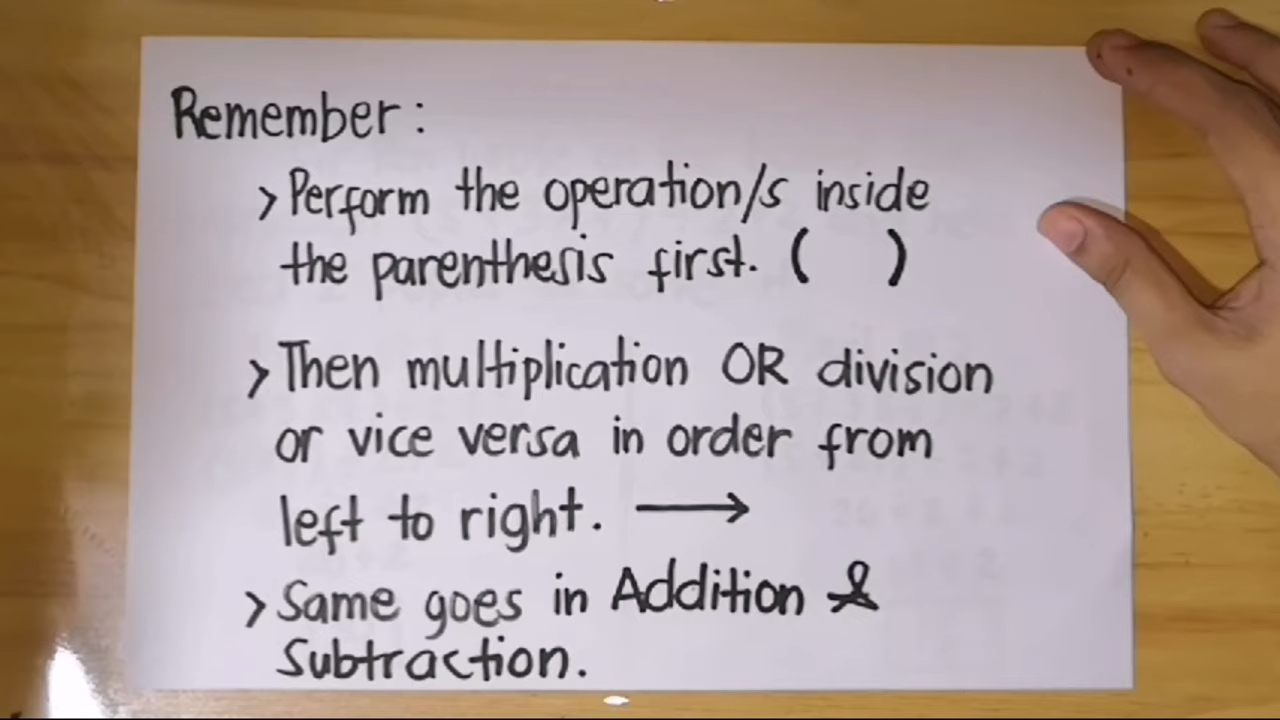 Remember:
> Perform the operation/s inside
the parenthesis first. (    )
> Then multiplication OR division
or vice versa in order from
left to right. →
> Same goes in Addition &
Subtraction.